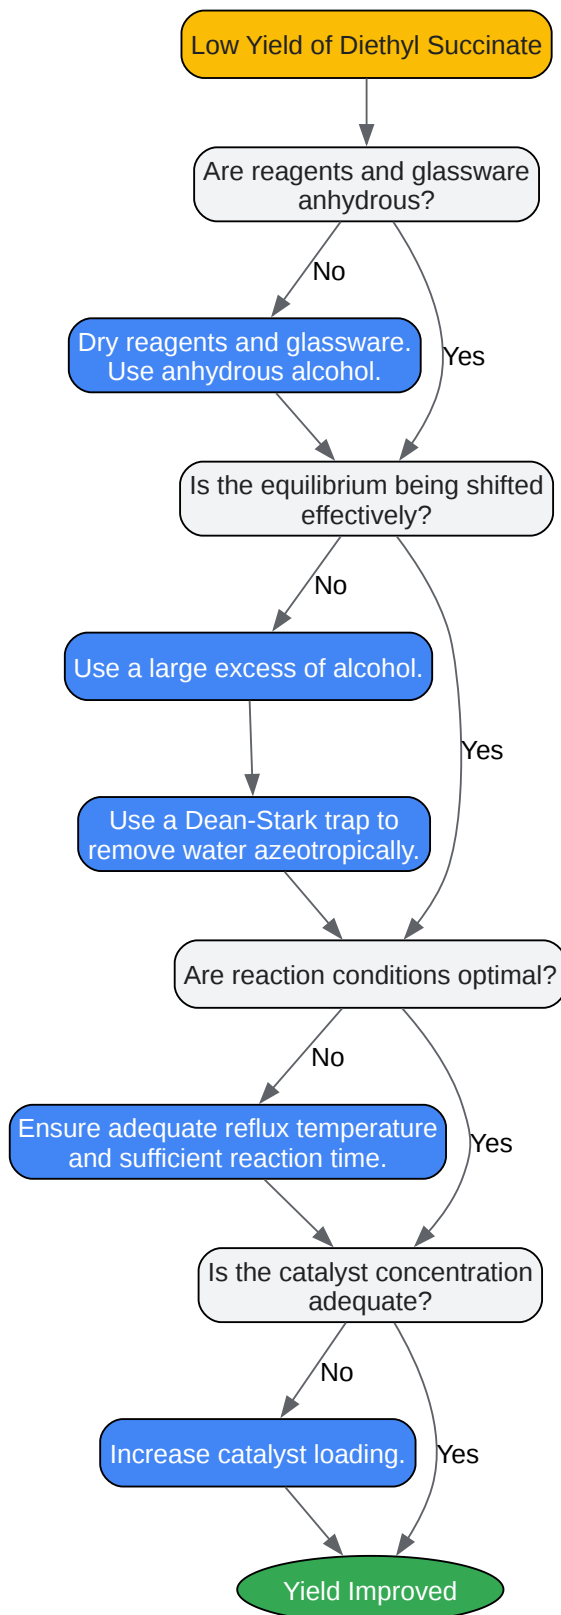 Low Yield of Diethyl Succinate
Are reagents and glassware
anhydrous?
No
Dry reagents and glassware.
Use anhydrous alcohol.
Yes
Is the equilibrium being shifted
effectively?
No
Use a large excess of alcohol.
Yes
Use a Dean-Stark trap to
remove water azeotropically.
Are reaction conditions optimal?
No
Ensure adequate reflux temperature
and sufficient reaction time.
Yes
Is the catalyst concentration
adequate?
No
Increase catalyst loading.
Yes
Yield Improved